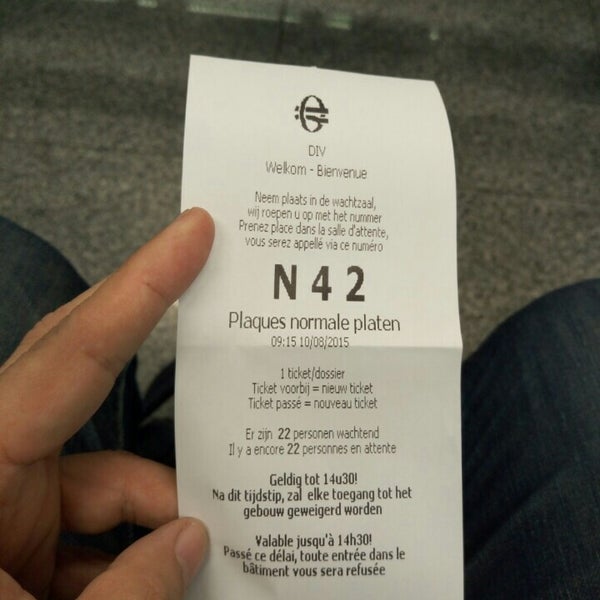 DIV
Welkom - Bienvenue
Neem plaats in de wachtzaal,
wij roepen u op met het nummer
Prenez place dans la salle d'attente,
vous serez appellé via ce numéro
N 4 2
Plaques normale platen
09:15 10/08/2015
1 ticket/dossier
Ticket voorbij = nieuw ticket
Ticket passé = nouveau ticket
Er zijn 22 personen wachtend
Il y a encore 22 personnes en attente
Geldig tot 14u30!
Na dit tijdstip, zal elke toegang tot het
gebouw geweigerd worden
Valable jusqu'à 14h30!
Passé ce délai, toute entrée dans le
bâtiment vous sera refusée